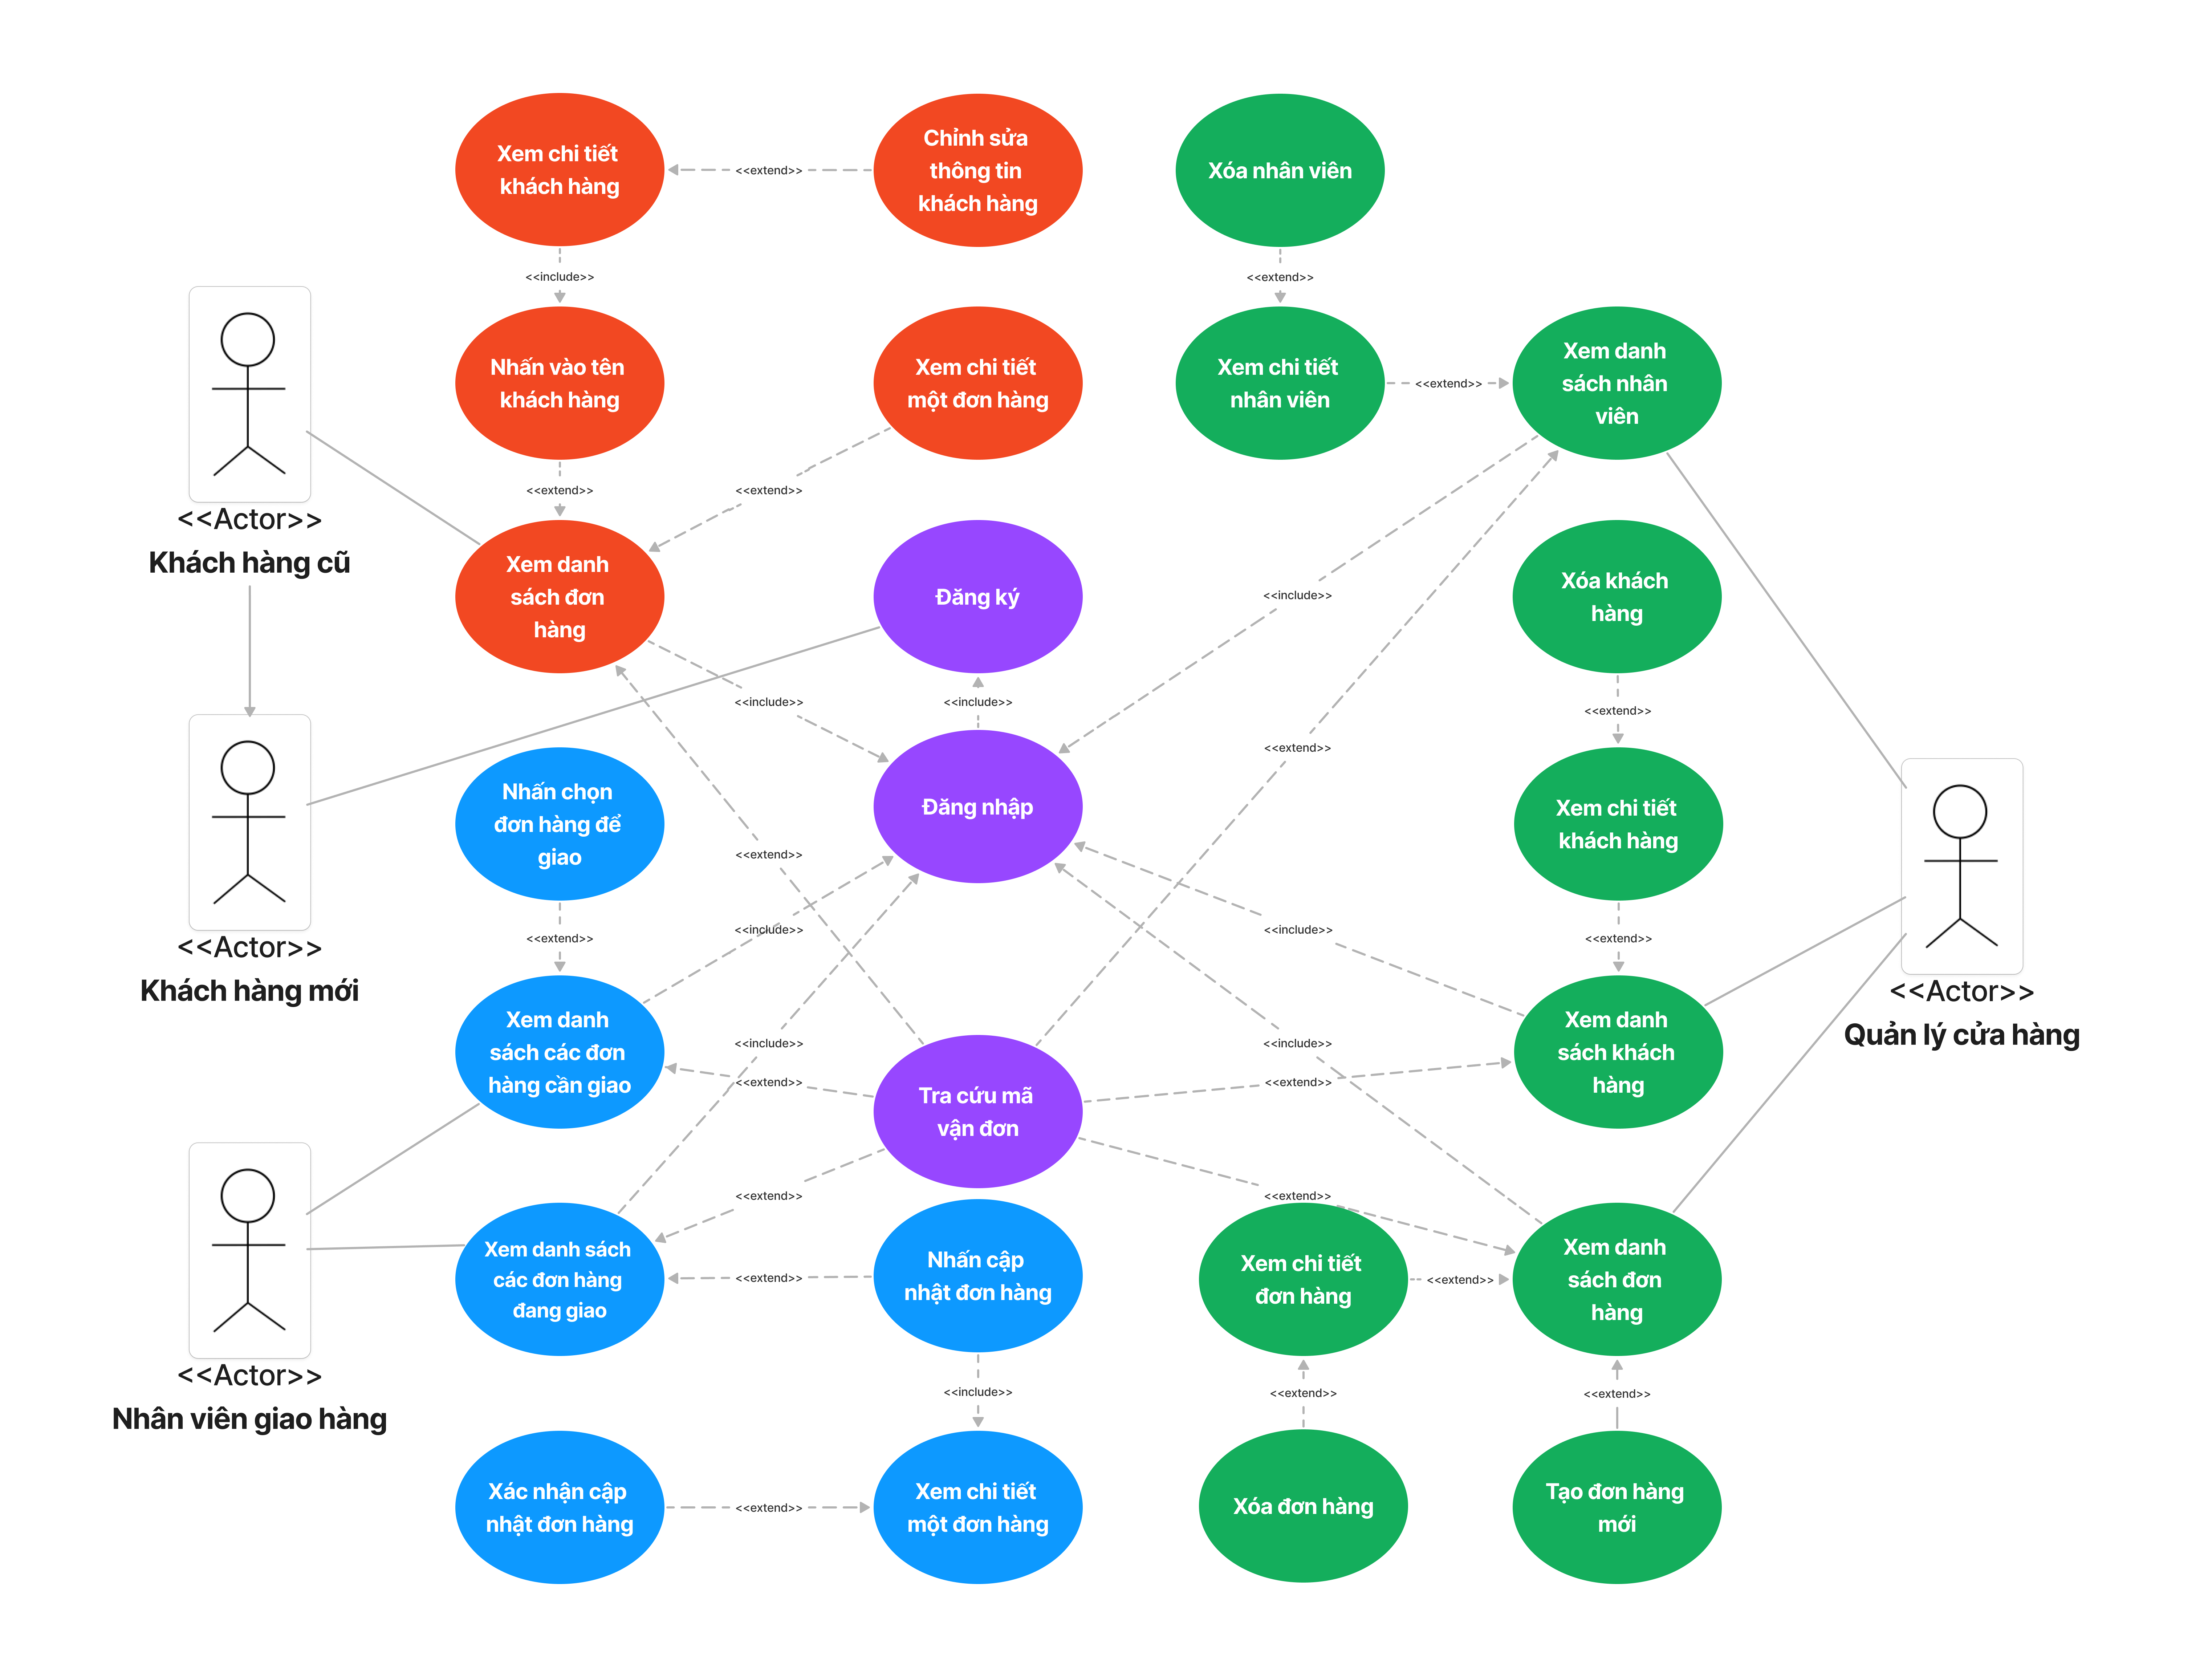 Xem chi tiết
khách hàng
<<extend>>
Chỉnh sửa
thông tin
khách hàng
Xóa nhân viên
<<include>>
<<extend>>
Nhấn vào tên
khách hàng
Xem chi tiết
một đơn hàng
Xem chi tiết
nhân viên
<<extend>>
Xem danh
sách nhân
viên
<<extend>>
<<extend>>
<<Actor>>
Khách hàng cũ
Xem danh
sách đơn
hàng
Đăng ký
<<include>>
Xóa khách
hàng
<<include>>
<<include>>
<<extend>>
<<extend>>
Nhấn chọn
đơn hàng để
giao
Đăng nhập
Xem chi tiết
khách hàng
<<extend>>
<<extend>>
<<include>>
<<include>>
<<extend>>
<<Actor>>
Khách hàng mới
<<Actor>>
Quản lý cửa hàng
Xem danh
sách các đơn
hàng cần giao
<<include>>
<<extend>>
Tra cứu mã
vận đơn
<<include>>
<<extend>>
Xem danh
sách khách
hàng
<<extend>>
<<extend>>
Xem danh sách
các đơn hàng
đang giao
<<extend>>
Nhấn cập
nhật đơn hàng
Xem chi tiết
đơn hàng
<<extend>>
Xem danh
sách đơn
hàng
<<Actor>>
Nhân viên giao hàng
<<include>>
<<extend>>
<<extend>>
Xác nhận cập
nhật đơn hàng
<<extend>>
Xem chi tiết
một đơn hàng
Xóa đơn hàng
Tạo đơn hàng
mới